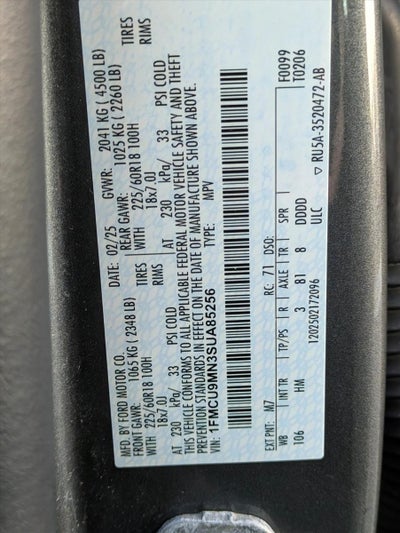 MFD. BY FORD MOTOR CO.
DATE: 02/25 GVWR: 2041 KG ( 4500 LB)
FRONT GAWR: 1065 KG ( 2348 LB) REAR GAWR: 1025 KG ( 2260 LB)
WITH 225/60R18 100H TIRES WITH 225/60R18 100H TIRES
18x7.0J RIMS 18x7.0J RIMS
AT 230 kPa/ 33 PSI COLD AT 230 kPa/ 33 PSI COLD
THIS VEHICLE CONFORMS TO ALL APPLICABLE FEDERAL MOTOR VEHICLE SAFETY AND THEFT
PREVENTION STANDARDS IN EFFECT ON THE DATE OF MANUFACTURE SHOWN ABOVE.
VIN: 1FMCU9MN3SUA85256 TYPE: MPV
F0099
T0206
EXT PNT: M7 RC: 71 DSO:
WB INT TR TP/PS R AXLE TR SPR
106 HM 3 81 8 DDDD
1202502172096 ULC ▽ RU5A-3520472-AB